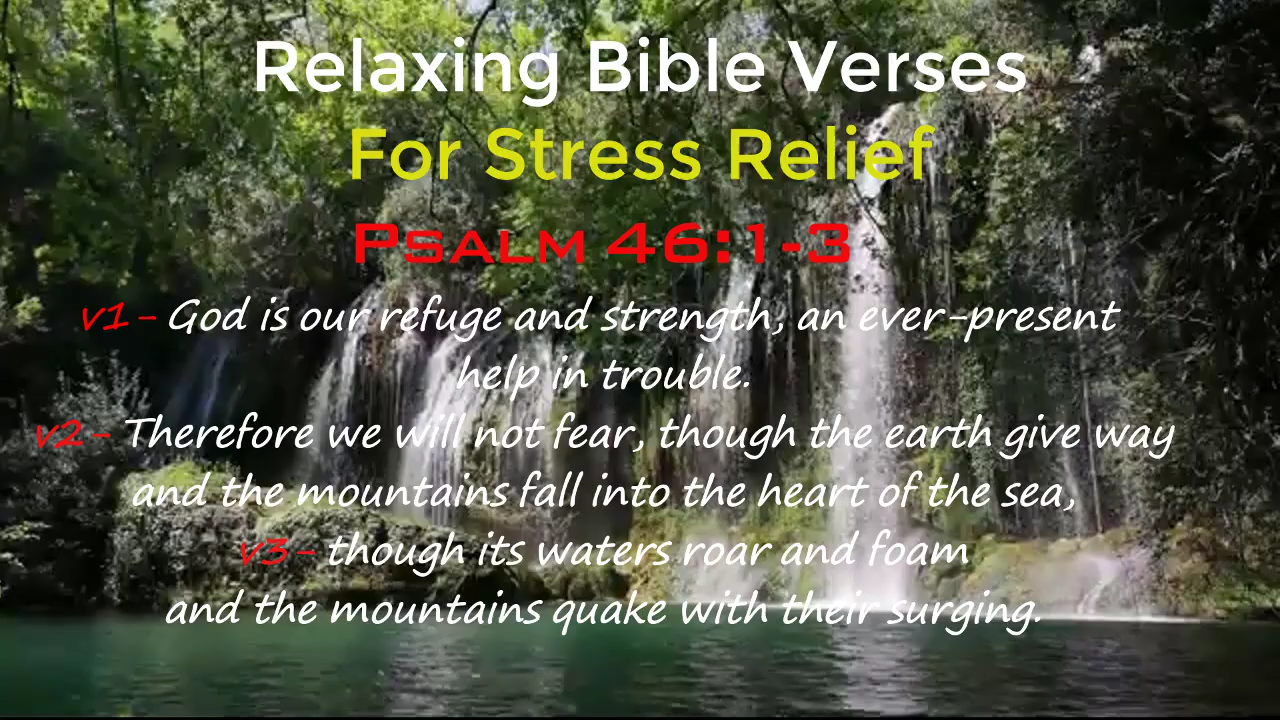 Relaxing Bible Verses
For Stress Relief
Psalm 46:1-3
v1- God is our refuge and strength, an ever-present
help in trouble.
v2- Therefore we will not fear, though the earth give way
and the mountains fall into the heart of the sea,
v3- though its waters roar and foam
and the mountains quake with their surging.